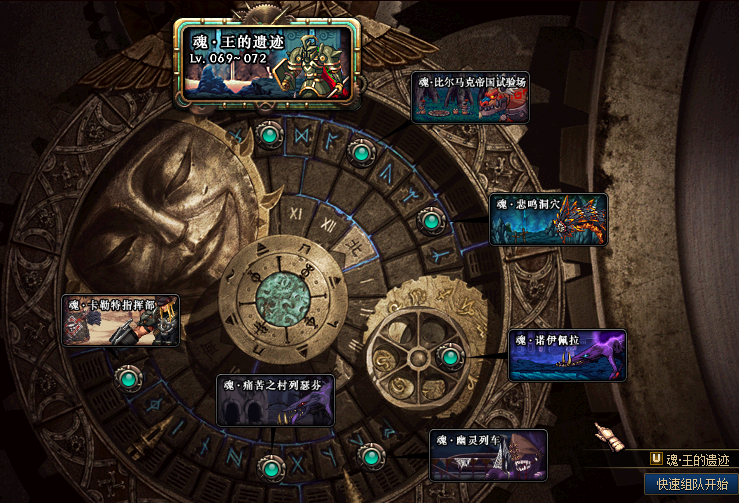 魂·王的遗迹
Lv. 069~072
魂·比尔马克帝国试验场
魂·悲鸣洞穴
XI
XII
魂·卡勒特指挥部
魂·诺伊佩拉
魂·痛苦之村列瑟芬
魂·幽灵列车
U 魂·王的遗迹
快速组队开始